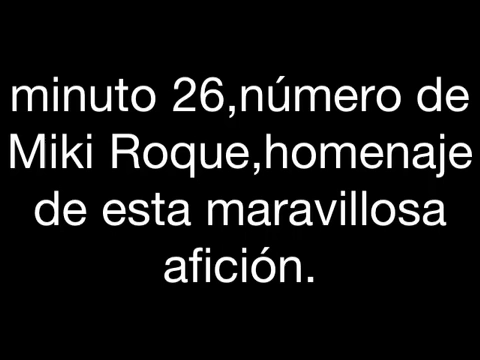 minuto 26,número de
Miki Roque,homenaje
de esta maravillosa
afición.